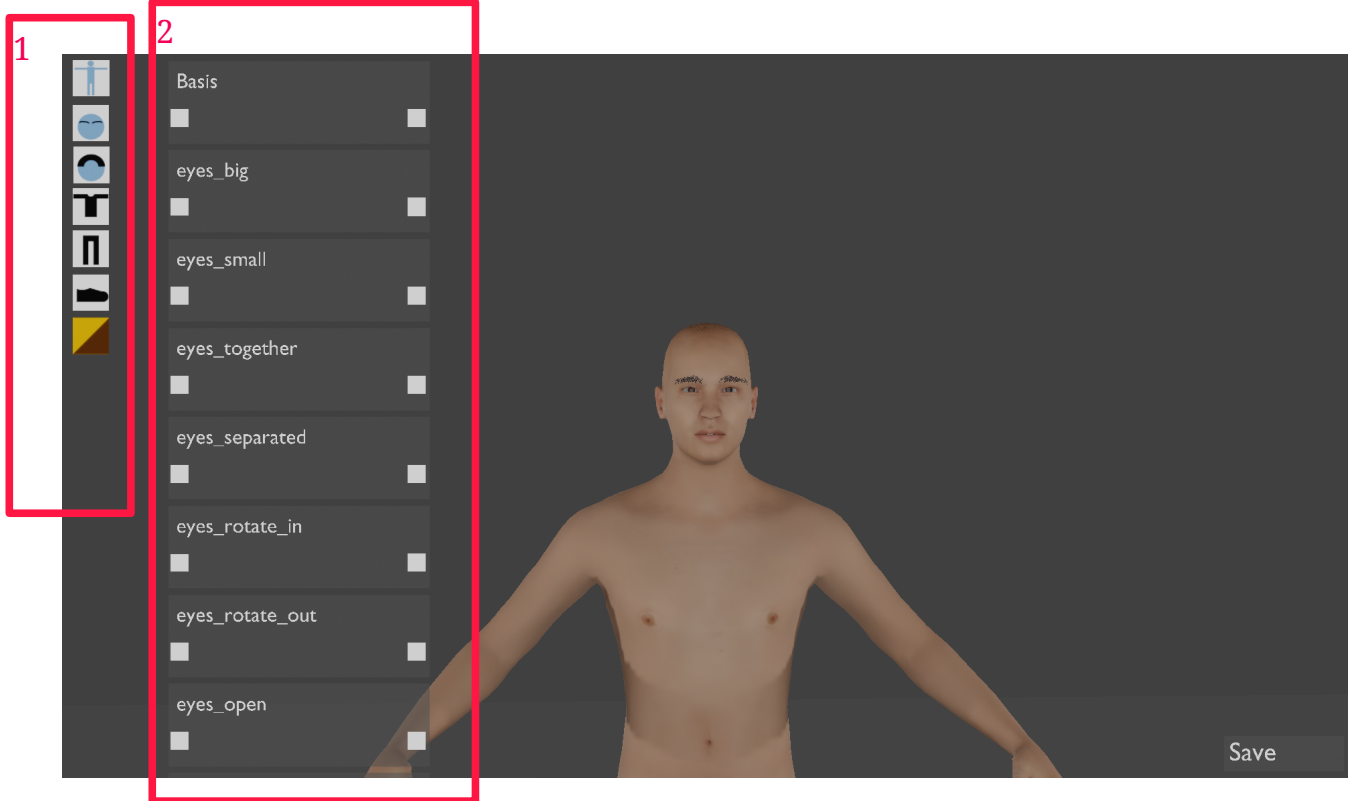 1
2
Basis
eyes_big
eyes_small
eyes_together
eyes_separated
eyes_rotate_in
eyes_rotate_out
eyes_open
Save